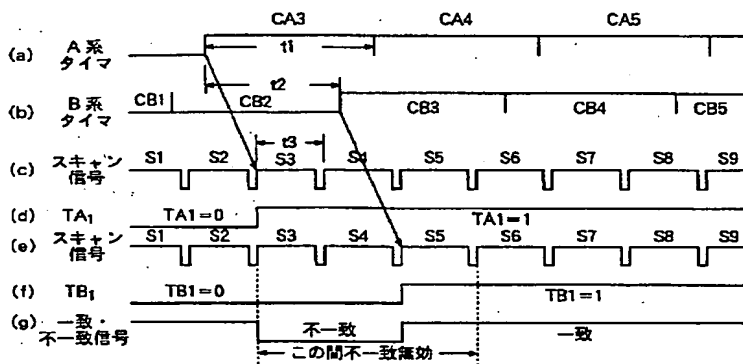 CA3 CA4 CA5
(a) A系タイマ t1
t2
(b) B系タイマ CB1 CB2 CB3 CB4 CB5
t3
(c) スキャン信号 S1 S2 S3 S4 S5 S6 S7 S8 S9
(d) TA1 TA1=0 TA1=1
(e) スキャン信号 S1 S2 S3 S4 S5 S6 S7 S8 S9
(f) TB1 TB1=0 TB1=1
(g) 一致・不一致信号 不一致 一致
この間不一致無効